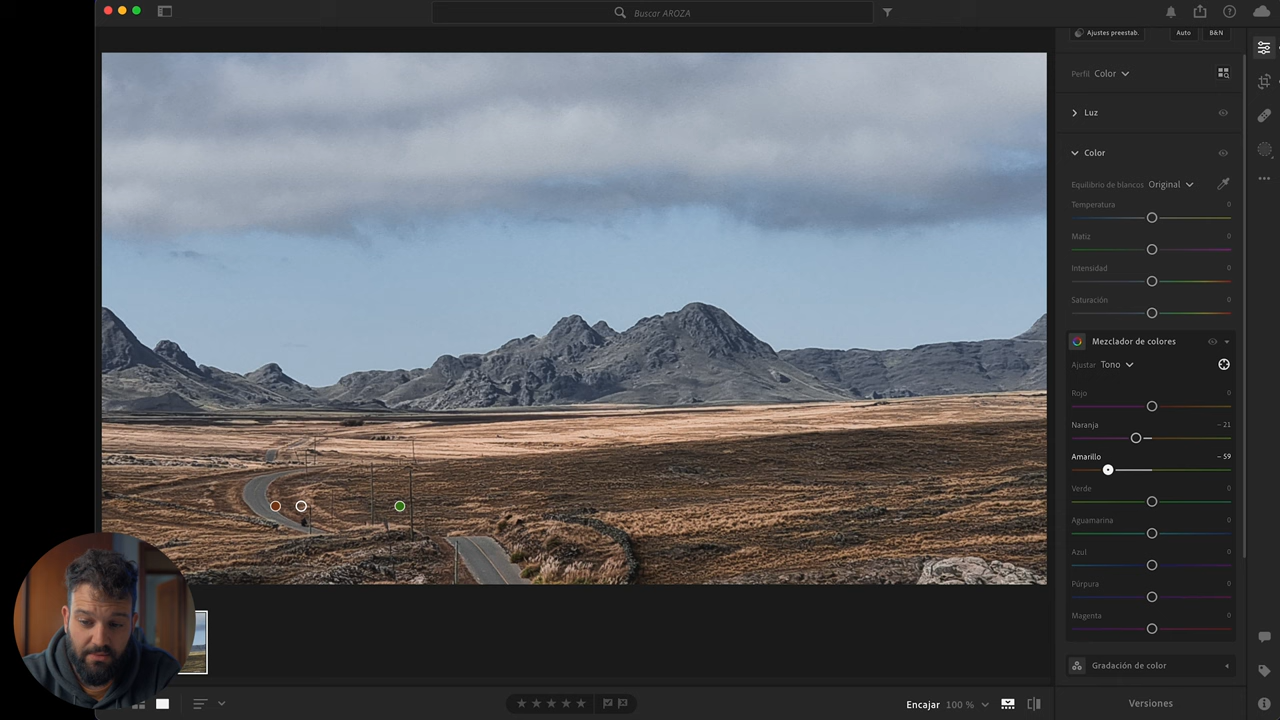 Buscar AROZA
Ajustes preestab.
Auto
B&N
Perfil Color
Luz
Color
Equilibrio de blancos Original
Temperatura 0
Matiz 0
Intensidad 0
Saturación 0
Mezclador de colores
Ajustar Tono
Rojo 0
Naranja - 21
Amarillo - 59
Verde 0
Aguamarina 0
Azul 0
Púrpura 0
Magenta 0
Gradación de color
Encajar 100 %
Versiones